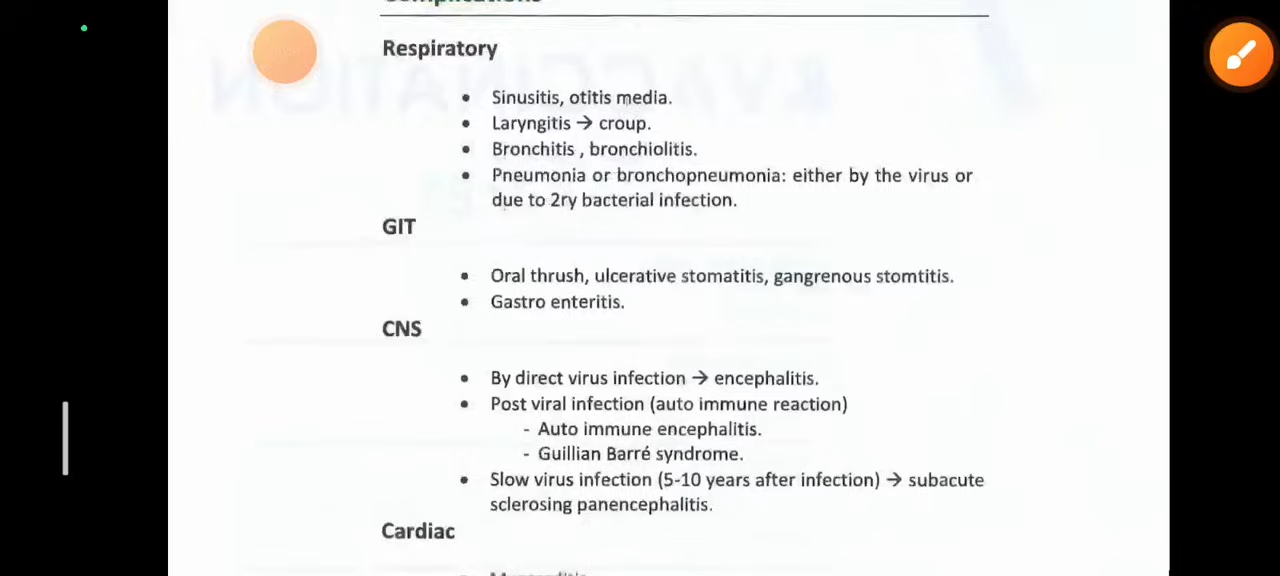 Complications
Respiratory
• Sinusitis, otitis media.
• Laryngitis → croup.
• Bronchitis , bronchiolitis.
• Pneumonia or bronchopneumonia: either by the virus or
due to 2ry bacterial infection.
GIT
• Oral thrush, ulcerative stomatitis, gangrenous stomtitis.
• Gastro enteritis.
CNS
• By direct virus infection → encephalitis.
• Post viral infection (auto immune reaction)
- Auto immune encephalitis.
- Guillian Barré syndrome.
• Slow virus infection (5-10 years after infection) → subacute
sclerosing panencephalitis.
Cardiac